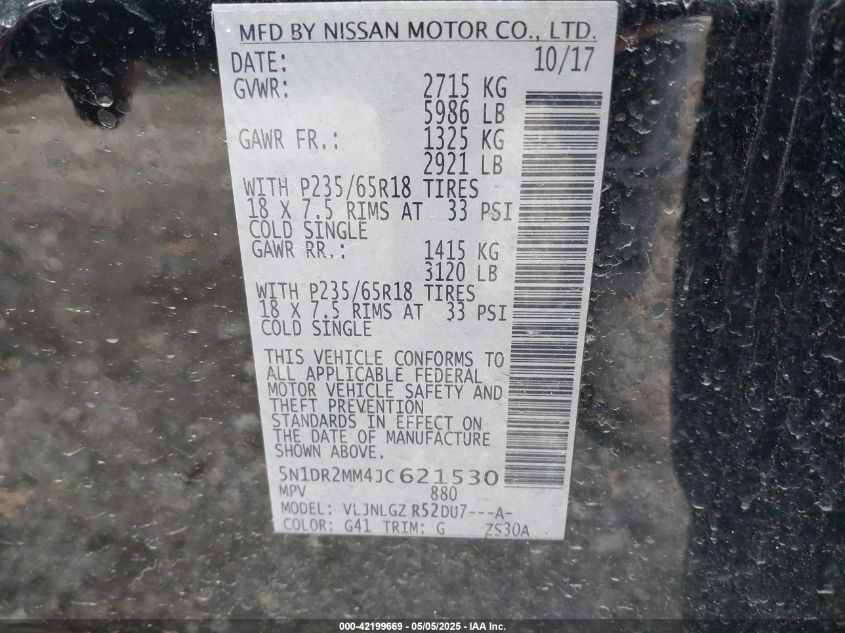 MFD BY NISSAN MOTOR CO., LTD.
DATE: 10/17
GVWR: 2715 KG
5986 LB
GAWR FR.: 1325 KG
2921 LB
WITH P235/65R18 TIRES
18 X 7.5 RIMS AT 33 PSI
COLD SINGLE
GAWR RR.: 1415 KG
3120 LB
WITH P235/65R18 TIRES
18 X 7.5 RIMS AT 33 PSI
COLD SINGLE
THIS VEHICLE CONFORMS TO
ALL APPLICABLE FEDERAL
MOTOR VEHICLE SAFETY AND
THEFT PREVENTION
STANDARDS IN EFFECT ON
THE DATE OF MANUFACTURE
SHOWN ABOVE.
5N1DR2MM4JC621530
MPV 880
MODEL: VLJNLGZ R52DU7---A-
COLOR: G41 TRIM: G ZS30A
000-42199669 - 05/05/2025 - IAA Inc.